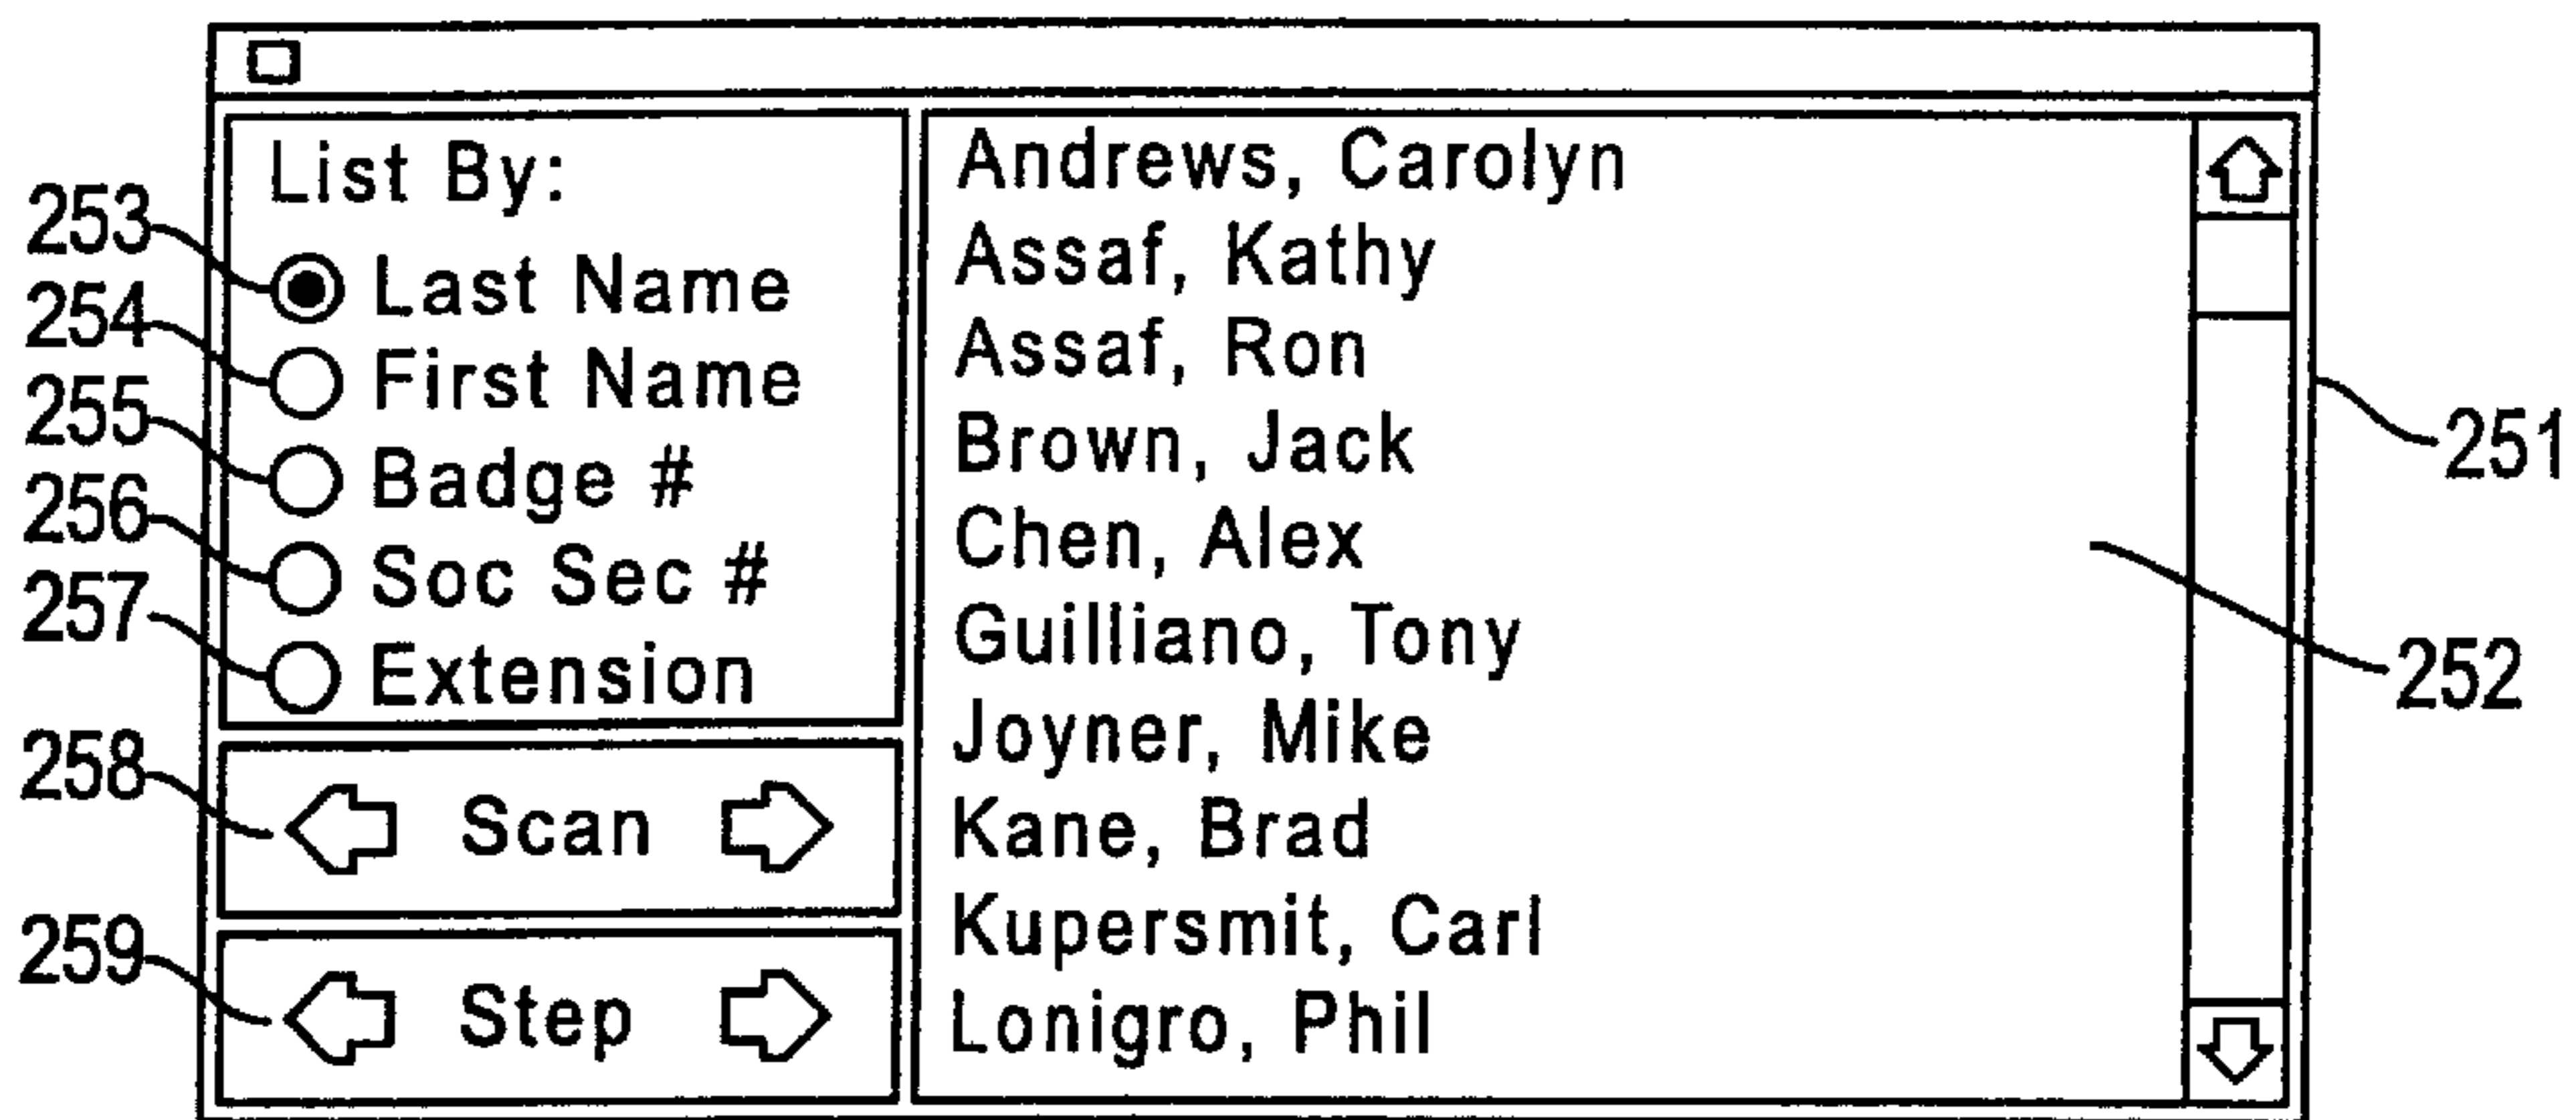 List By:
253
Last Name
254
First Name
255
Badge #
256
Soc Sec #
257
Extension
258
Scan
259
Step
Andrews, Carolyn
Assaf, Kathy
Assaf, Ron
Brown, Jack
Chen, Alex
Guilliano, Tony
Joyner, Mike
Kane, Brad
Kupersmit, Carl
Lonigro, Phil
251
252